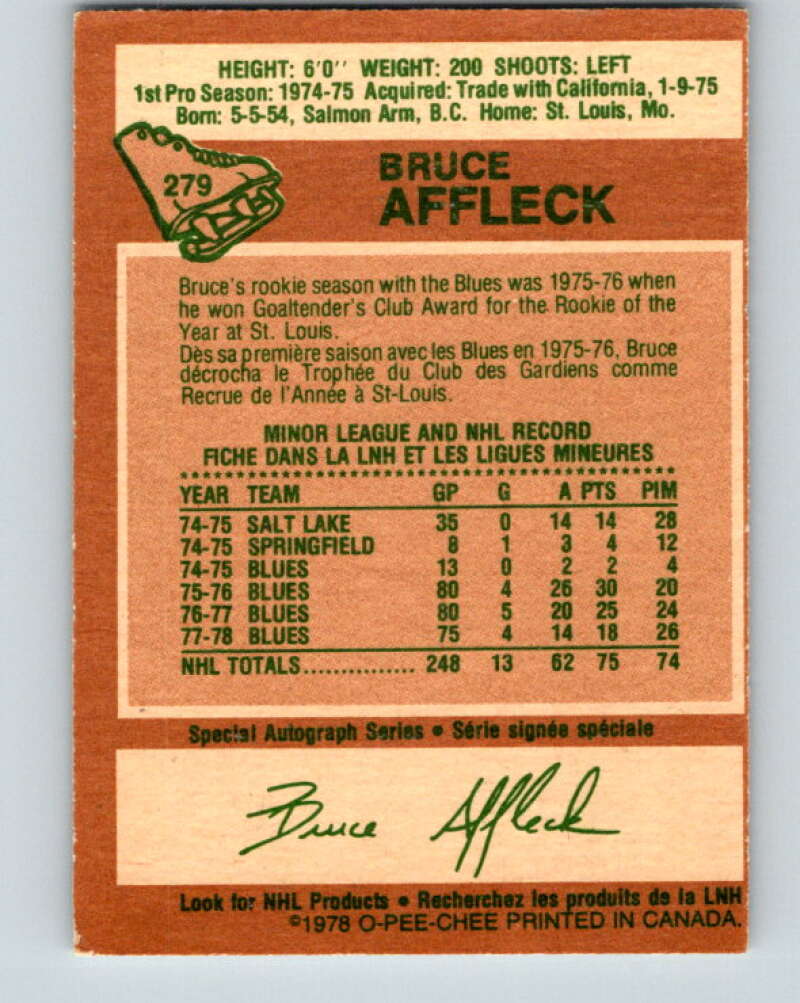 HEIGHT: 6'0'' WEIGHT: 200 SHOOTS: LEFT
1st Pro Season: 1974-75 Acquired: Trade with California, 1-9-75
Born: 5-5-54, Salmon Arm, B.C. Home: St. Louis, Mo.
279
BRUCE
AFFLECK
Bruce's rookie season with the Blues was 1975-76 when
he won Goaltender's Club Award for the Rookie of the
Year at St. Louis.
Dès sa première saison avec les Blues en 1975-76, Bruce
décrocha le Trophée du Club des Gardiens comme
Recrue de l'Année à St-Louis.
MINOR LEAGUE AND NHL RECORD
FICHE DANS LA LNH ET LES LIGUES MINEURES
YEAR TEAM GP G A PTS PIM
74-75 SALT LAKE 35 0 14 14 28
74-75 SPRINGFIELD 8 1 3 4 12
74-75 BLUES 13 0 2 2 4
75-76 BLUES 80 4 26 30 20
76-77 BLUES 80 5 20 25 24
77-78 BLUES 75 4 14 18 26
NHL TOTALS............... 248 13 62 75 74
Special Autograph Series • Série signée spéciale
Bruce Affleck
Look for NHL Products • Recherchez les produits de la LNH
©1978 O-PEE-CHEE PRINTED IN CANADA.